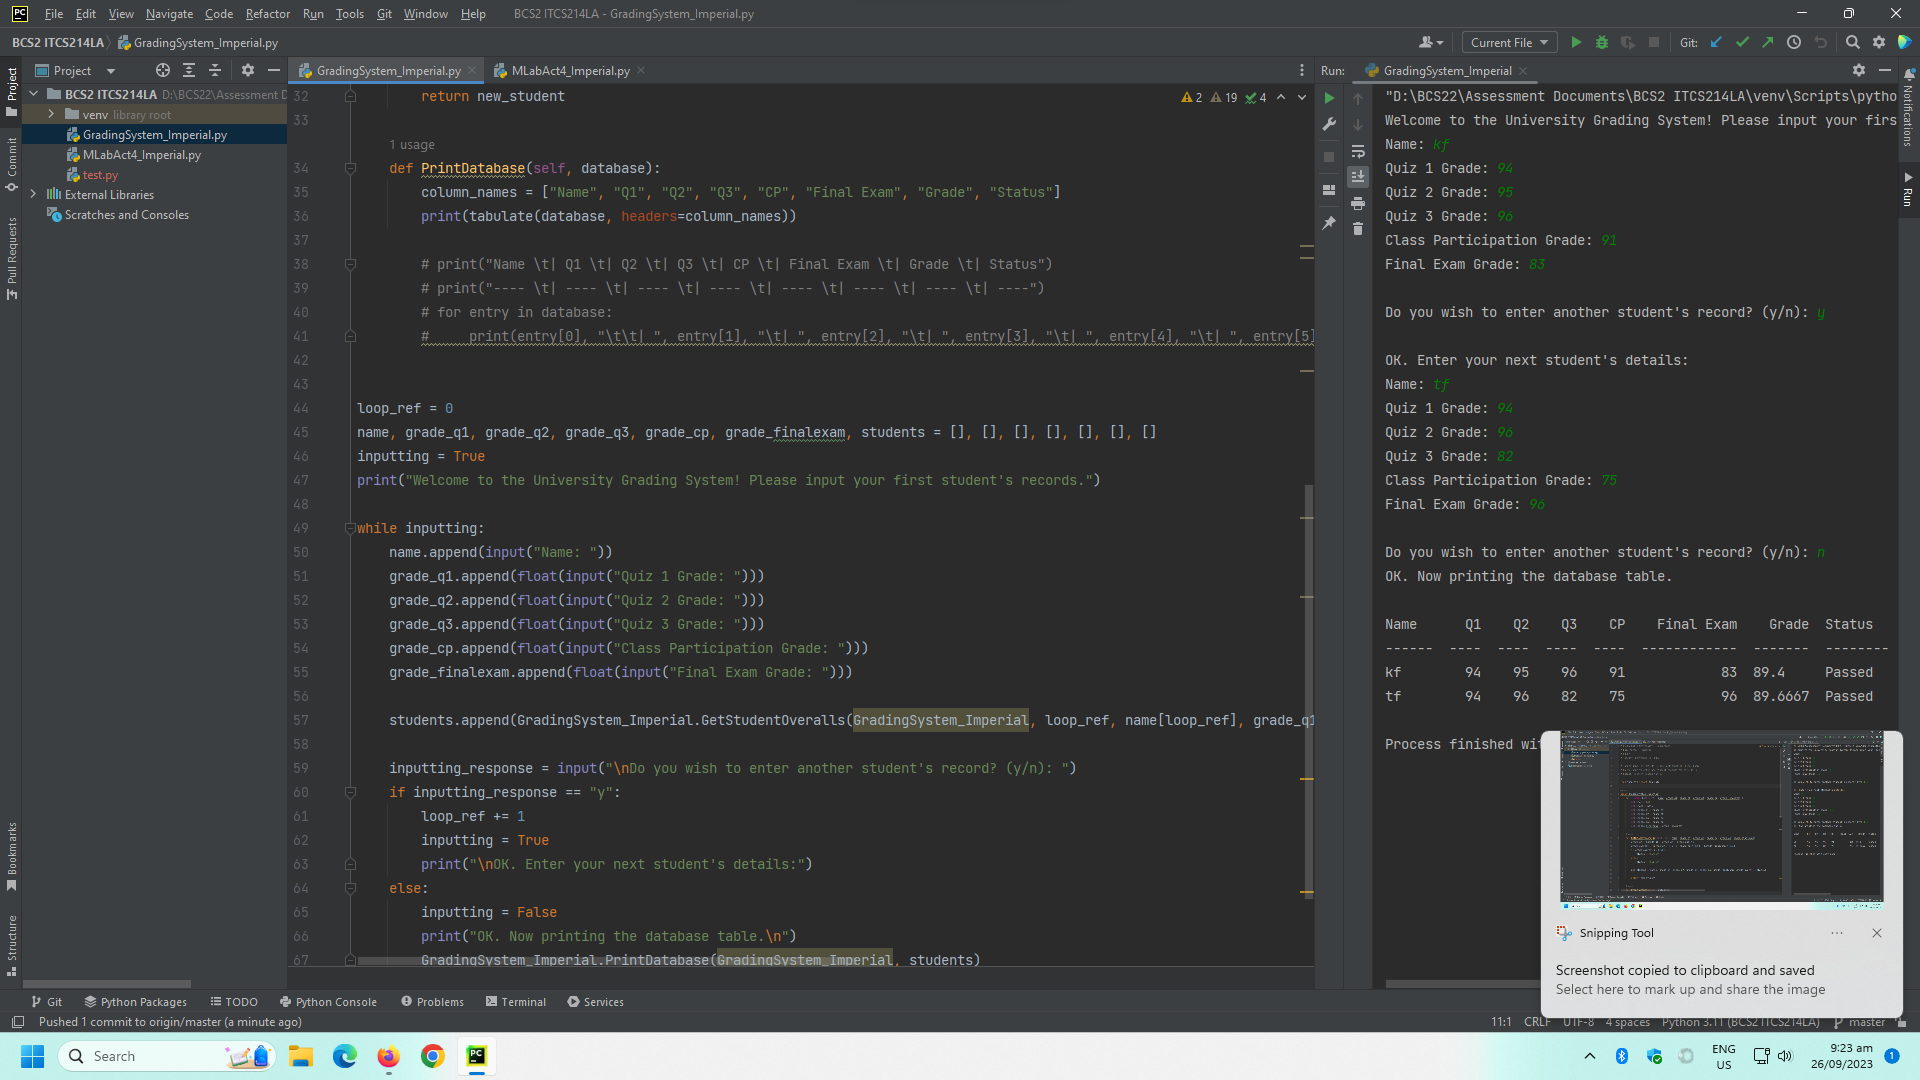 File Edit View Navigate Code Refactor Run Tools Git Window Help BCS2 ITCS214LA - GradingSystem_Imperial.py
BCS2 ITCS214LA GradingSystem_Imperial.py Current File Git:
Project
GradingSystem_Imperial.py
MLabAct4_Imperial.py
Run: GradingSystem_Imperial
Project
Commit
Pull Requests
Bookmarks
Structure
Notifications
Run
BCS2 ITCS214LA D:\BCS22\Assessment D
venv library root
GradingSystem_Imperial.py
MLabAct4_Imperial.py
test.py
External Libraries
Scratches and Consoles
2 19 4
32 return new_student
33
1 usage
34 def PrintDatabase(self, database):
35 column_names = ["Name", "Q1", "Q2", "Q3", "CP", "Final Exam", "Grade", "Status"]
36 print(tabulate(database, headers=column_names))
37
38 # print("Name \t| Q1 \t| Q2 \t| Q3 \t| CP \t| Final Exam \t| Grade \t| Status")
39 # print("---- \t| ---- \t| ---- \t| ---- \t| ---- \t| ---- \t| ---- \t| ----")
40 # for entry in database:
41 #     print(entry[0], "\t\t| ", entry[1], "\t| ", entry[2], "\t| ", entry[3], "\t| ", entry[4], "\t| ", entry[5]
42
43
44 loop_ref = 0
45 name, grade_q1, grade_q2, grade_q3, grade_cp, grade_finalexam, students = [], [], [], [], [], [], []
46 inputting = True
47 print("Welcome to the University Grading System! Please input your first student's records.")
48
49 while inputting:
50 name.append(input("Name: "))
51 grade_q1.append(float(input("Quiz 1 Grade: ")))
52 grade_q2.append(float(input("Quiz 2 Grade: ")))
53 grade_q3.append(float(input("Quiz 3 Grade: ")))
54 grade_cp.append(float(input("Class Participation Grade: ")))
55 grade_finalexam.append(float(input("Final Exam Grade: ")))
56
57 students.append(GradingSystem_Imperial.GetStudentOveralls(GradingSystem_Imperial, loop_ref, name[loop_ref], grade_q1
58
59 inputting_response = input("\nDo you wish to enter another student's record? (y/n): ")
60 if inputting_response == "y":
61 loop_ref += 1
62 inputting = True
63 print("\nOK. Enter your next student's details:")
64 else:
65 inputting = False
66 print("OK. Now printing the database table.\n")
67 GradingSystem_Imperial.PrintDatabase(GradingSystem_Imperial, students)
"D:\BCS22\Assessment Documents\BCS2 ITCS214LA\venv\Scripts\pytho
Welcome to the University Grading System! Please input your firs
Name: kf
Quiz 1 Grade: 94
Quiz 2 Grade: 95
Quiz 3 Grade: 96
Class Participation Grade: 91
Final Exam Grade: 83
Do you wish to enter another student's record? (y/n): y
OK. Enter your next student's details:
Name: tf
Quiz 1 Grade: 94
Quiz 2 Grade: 96
Quiz 3 Grade: 82
Class Participation Grade: 75
Final Exam Grade: 96
Do you wish to enter another student's record? (y/n): n
OK. Now printing the database table.
Name Q1 Q2 Q3 CP Final Exam Grade Status
------ ---- ---- ---- ---- ------------ ------- --------
kf 94 95 96 91 83 89.4 Passed
tf 94 96 82 75 96 89.6667 Passed
Process finished wi
Snipping Tool
Screenshot copied to clipboard and saved
Select here to mark up and share the image
Git Python Packages TODO Python Console Problems Terminal Services
Pushed 1 commit to origin/master (a minute ago) 11:1 CRLF UTF-8 4 spaces Python 3.11 (BCS2 ITCS214LA) master
PC
Search
ENG
US
9:23 am
26/09/2023
1